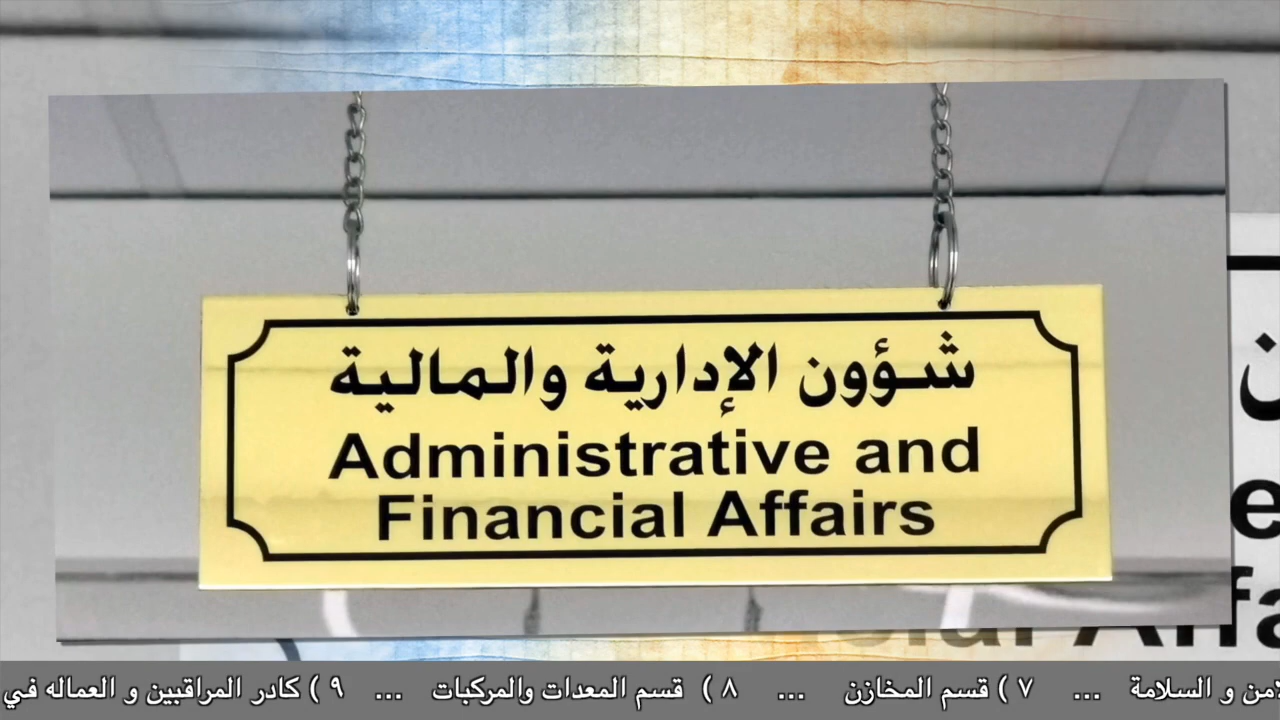 شؤون الإدارية والمالية
Administrative and
Financial Affairs
و السلامة ... ٧ ) قسم المخازن ... ٨ ) قسم المعدات والمركبات ... ٩ ) كادر المراقبين و العماله في